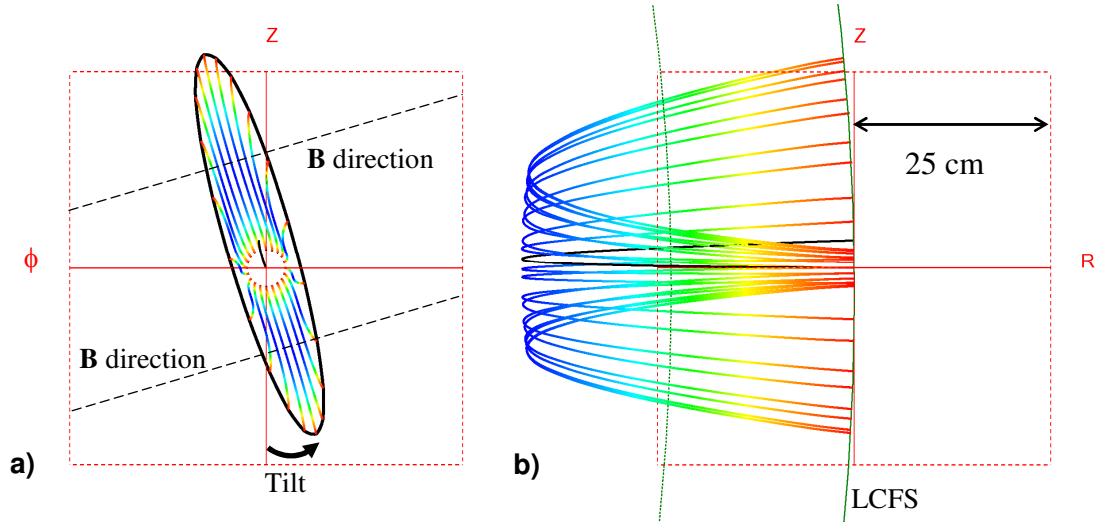 Z
B direction
ϕ
B direction
Tilt
a)
Z
25 cm
R
LCFS
b)